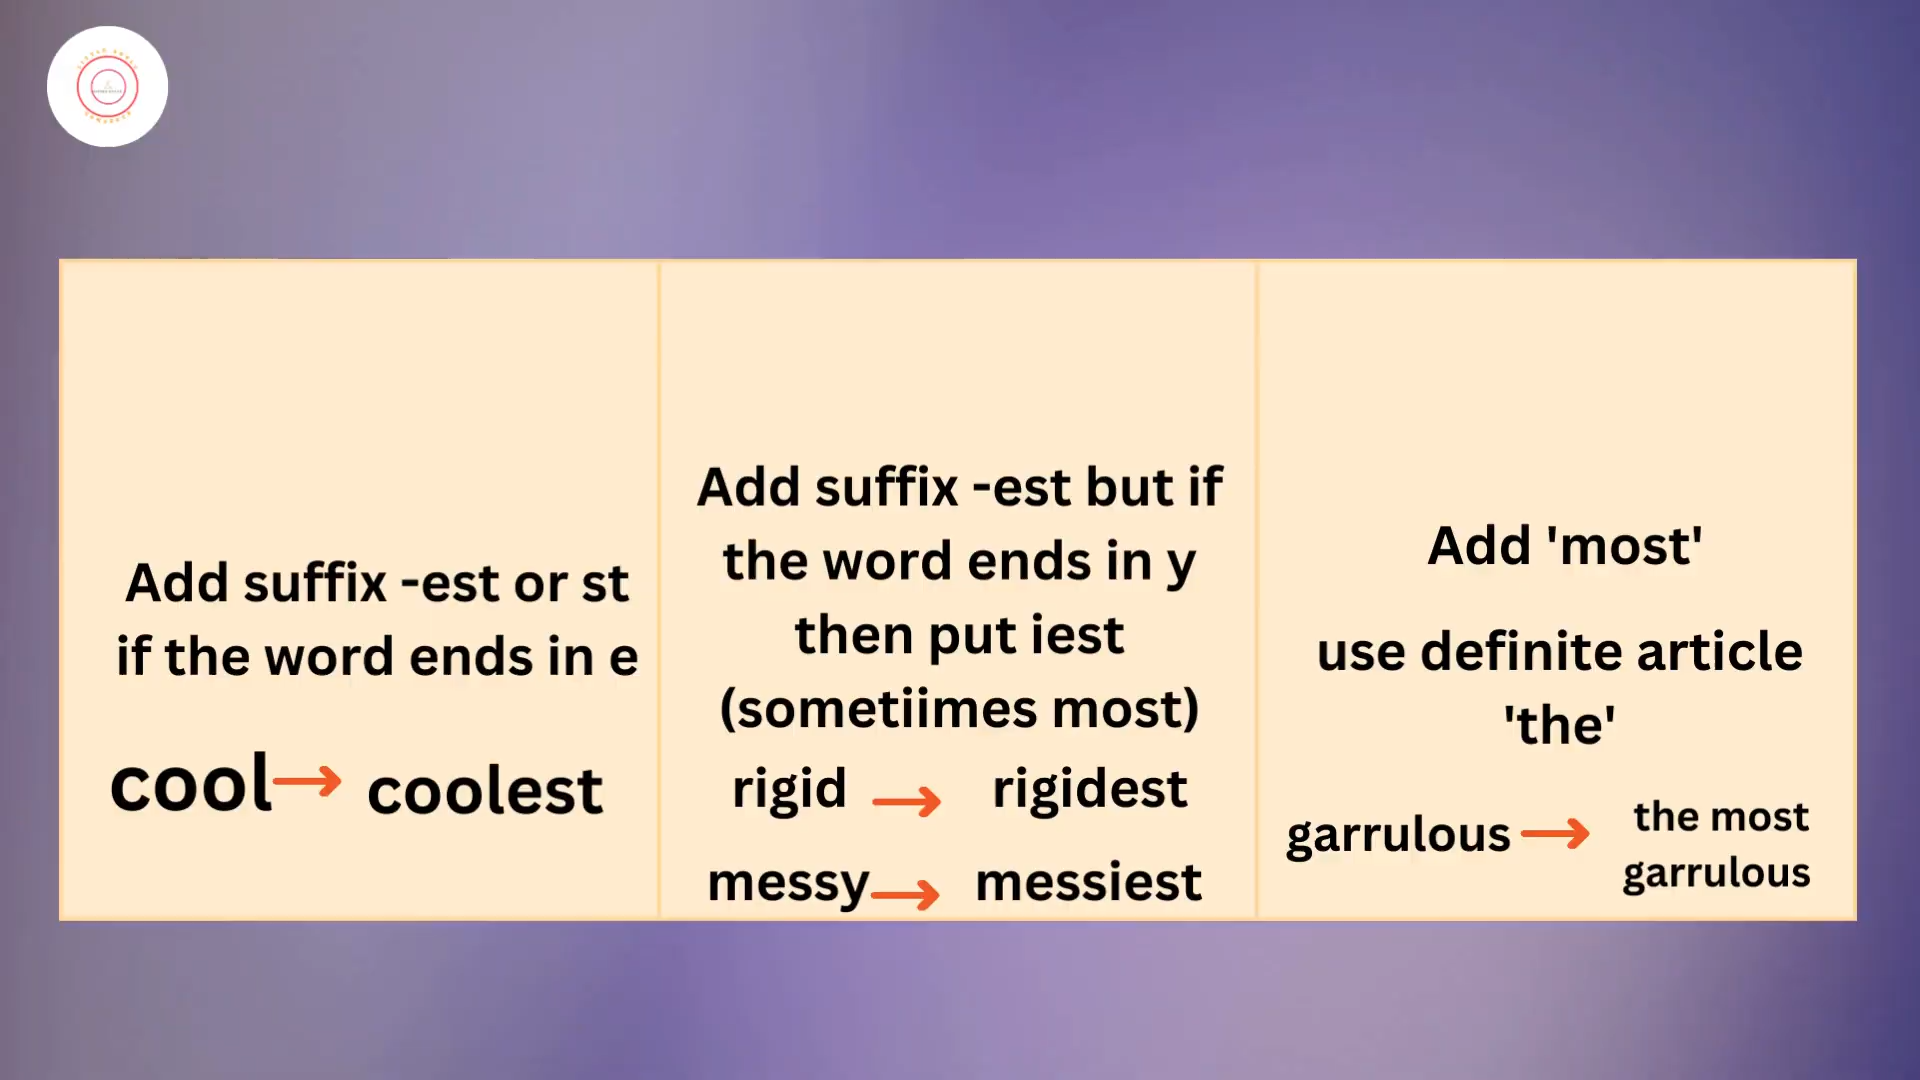 Add suffix -est or st
if the word ends in e
cool → coolest
Add suffix -est but if
the word ends in y
then put iest
(sometiimes most)
rigid → rigidest
messy → messiest
Add 'most'
use definite article
'the'
garrulous → the most
garrulous